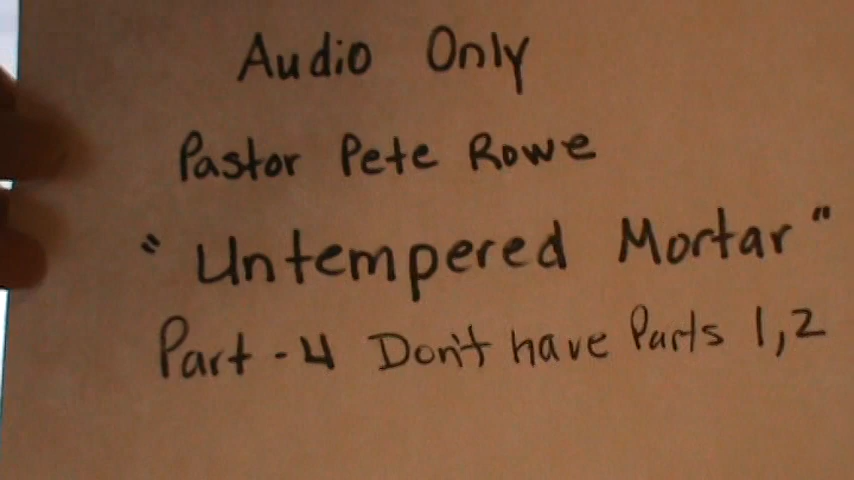 Audio Only
Pastor Pete Rowe
"Untempered Mortar"
Part - 4 Don't have Parts 1,2